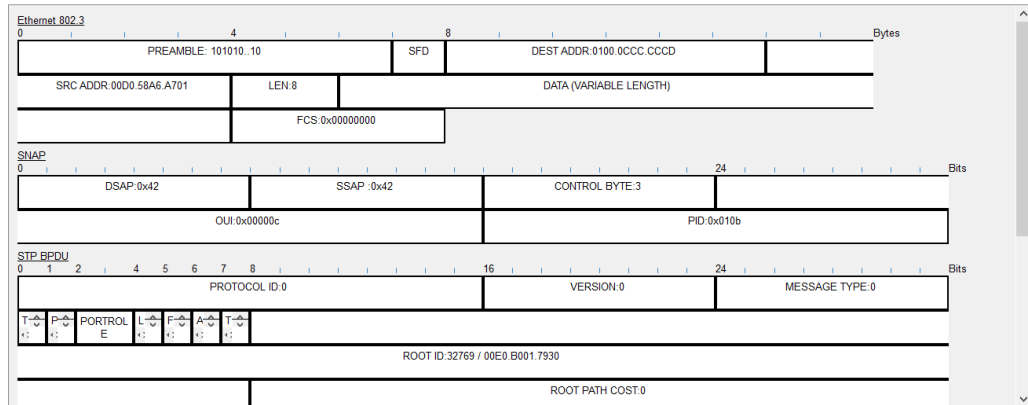 Ethernet 802.3
0 4 8 Bytes
PREAMBLE: 101010..10 SFD DEST ADDR:0100.0CCC.CCCD
SRC ADDR:00D0.58A6.A701 LEN:8 DATA (VARIABLE LENGTH)
FCS:0x00000000
SNAP
0 8 16 24 Bits
DSAP:0x42 SSAP :0x42 CONTROL BYTE:3
OUI:0x00000c PID:0x010b
STP BPDU
0 1 2 4 5 6 7 8 16 24 Bits
PROTOCOL ID:0 VERSION:0 MESSAGE TYPE:0
T P PORTROL L F A T
E
ROOT ID:32769 / 00E0.B001.7930
ROOT PATH COST:0